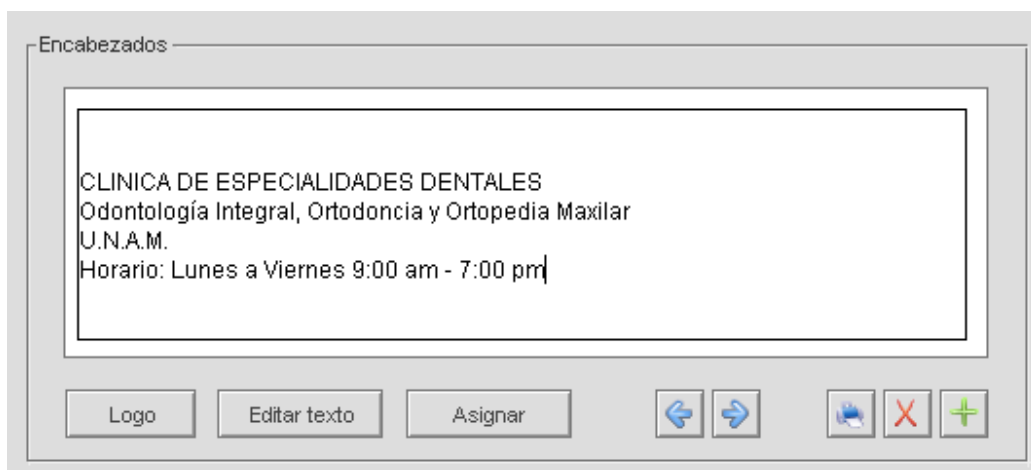 Encabezados
CLINICA DE ESPECIALIDADES DENTALES
Odontología Integral, Ortodoncia y Ortopedia Maxilar
U.N.A.M.
Horario: Lunes a Viernes 9:00 am - 7:00 pm
Logo Editar texto Asignar